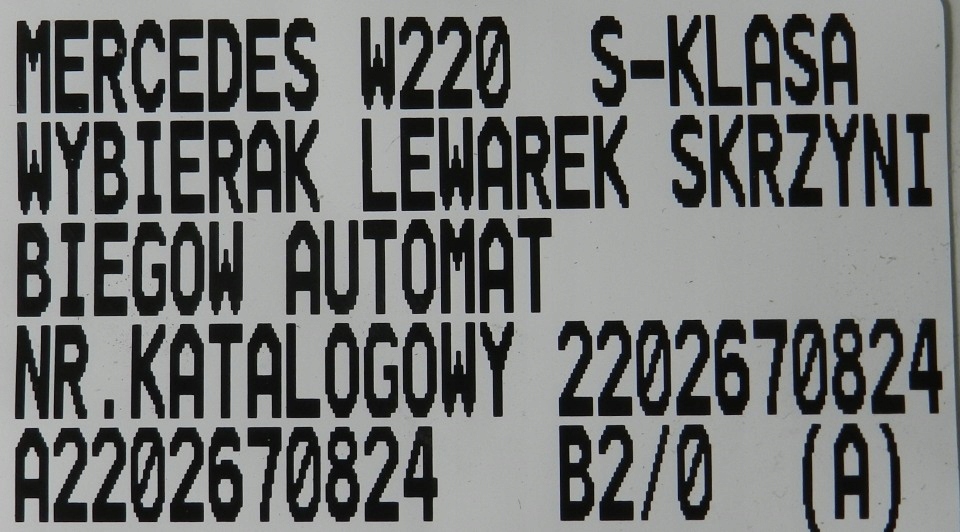 MERCEDES W220 S-KLASA
WYBIERAK LEWAREK SKRZYNI
BIEGOW AUTOMAT
NR.KATALOGOWY 2202670824
A2202670824 B2/0 (A)